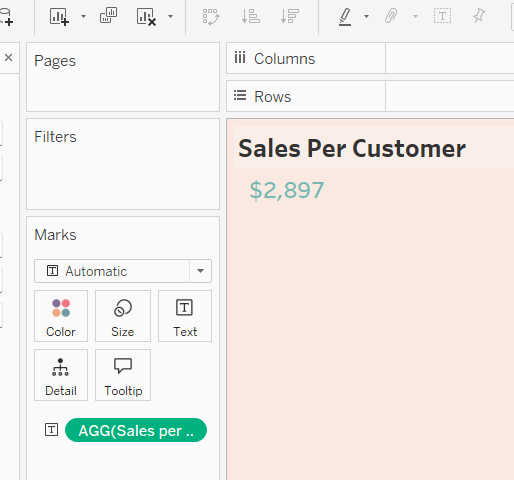 Pages
Columns
Rows
Filters
Sales Per Customer
$2,897
Marks
Automatic
Color
Size
Text
Detail
Tooltip
AGG(Sales per ..